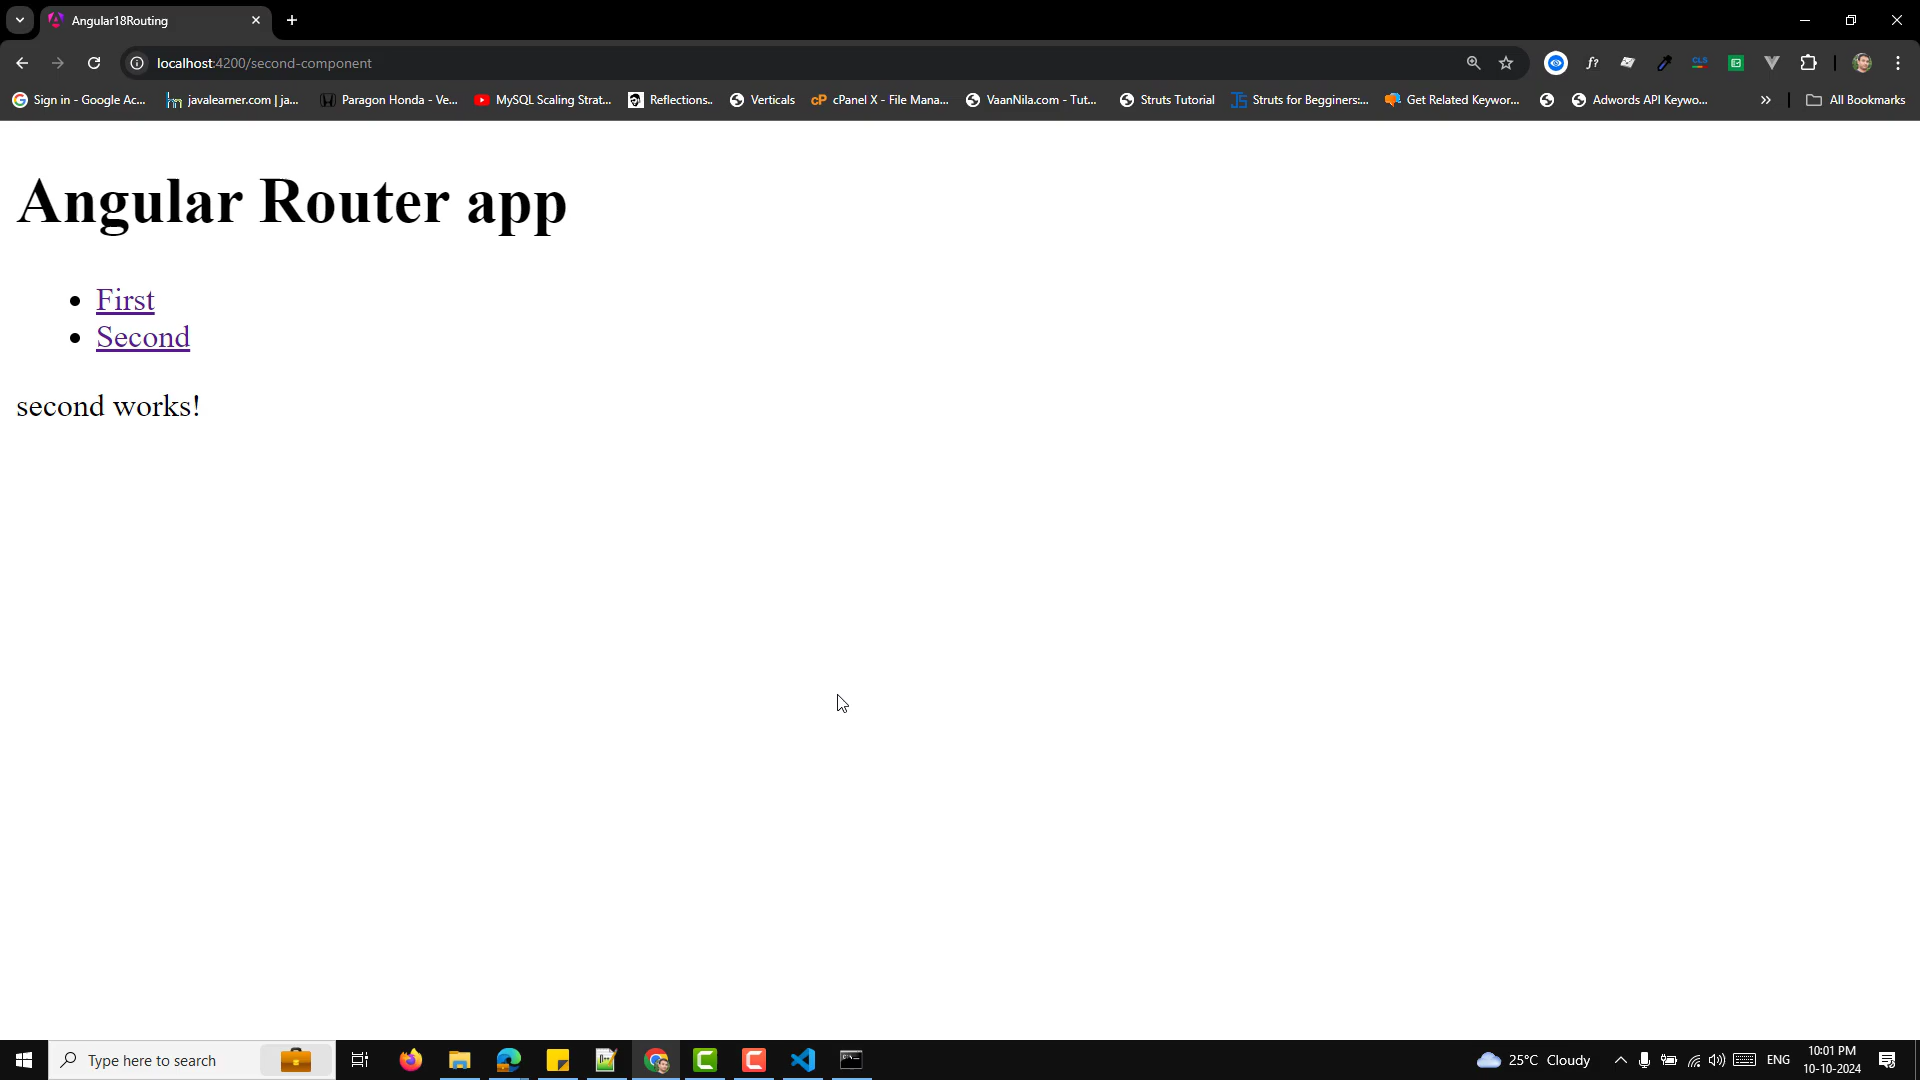 Angular18Routing
localhost:4200/second-component
Sign in - Google Ac...
javalearner.com | ja...
Paragon Honda - Ve...
MySQL Scaling Strat...
Reflections..
Verticals
cP cPanel X - File Mana...
VaanNila.com - Tut...
Struts Tutorial
JS Struts for Begginers:...
Get Related Keywor...
Adwords API Keywo...
All Bookmarks
f?
CLS
Angular Router app
First
Second
second works!
Type here to search
25°C Cloudy
ENG
10:01 PM
10-10-2024